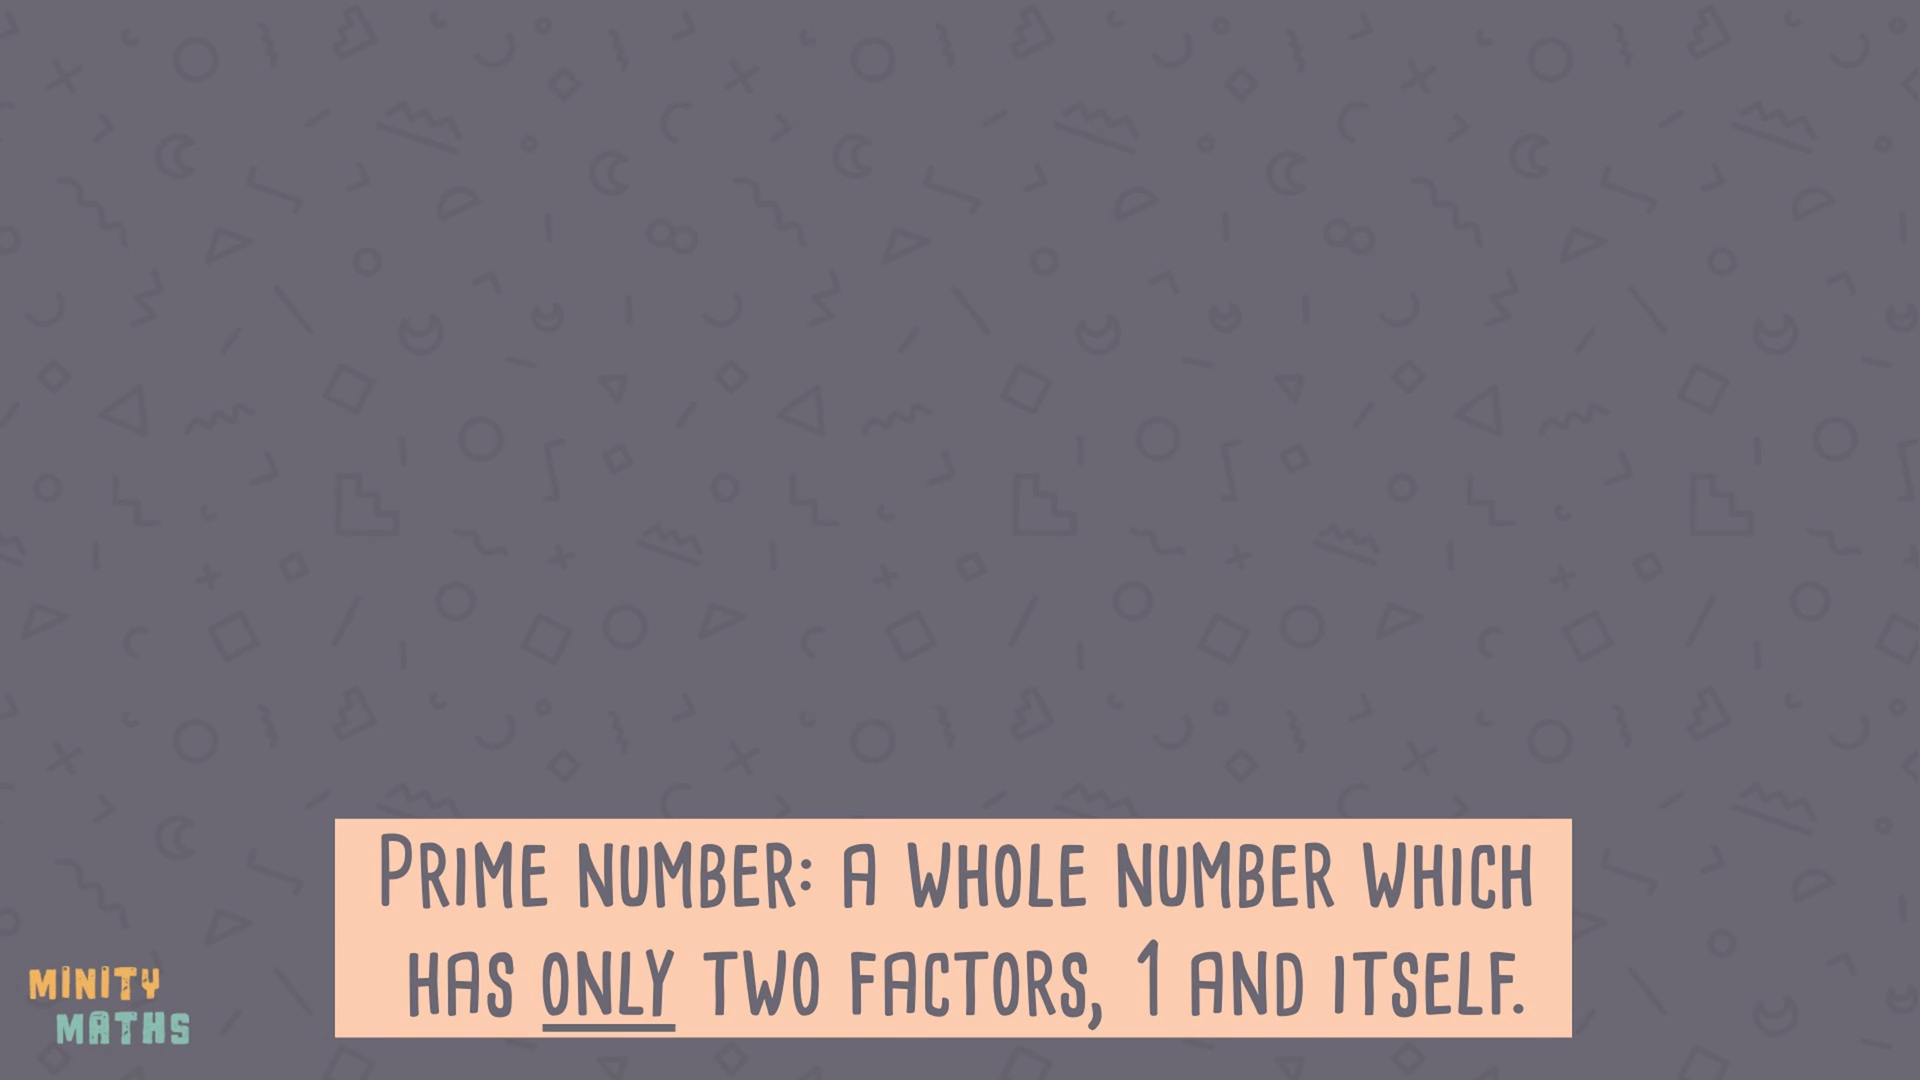 Prime number: a whole number which
has only two factors, 1 and itself.
MINITY
MATHS